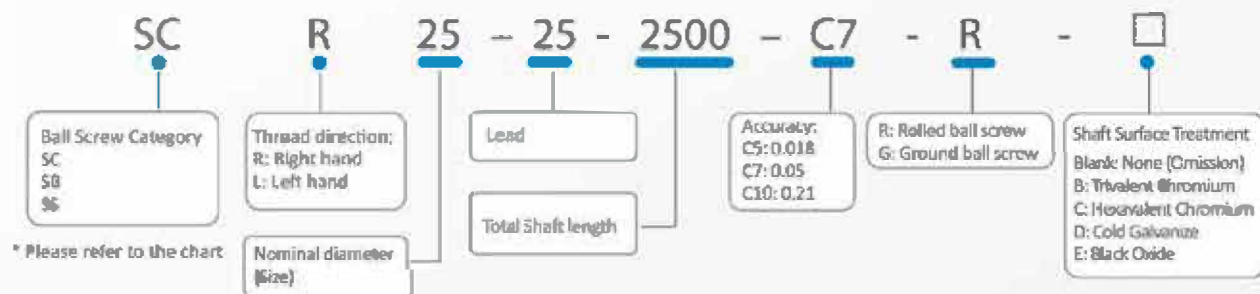 SC R 25 - 25 - 2500 - C7 - R - □
Ball Screw Category
SC
Thread direction:
R: Right hand
L: Left hand
Nominal diameter
(Size)
Lead
Total Shaft length
Accuracy:
C5: 0.018
C7: 0.05
C10: 0.21
R: Rolled ball screw
G: Ground ball screw
Shaft Surface Treatment
Blank: None (Omission)
B: Trivalent Chromium
C: Hexavalent Chromium
D: Cold Galvanize
E: Black Oxide
* Please refer to the chart